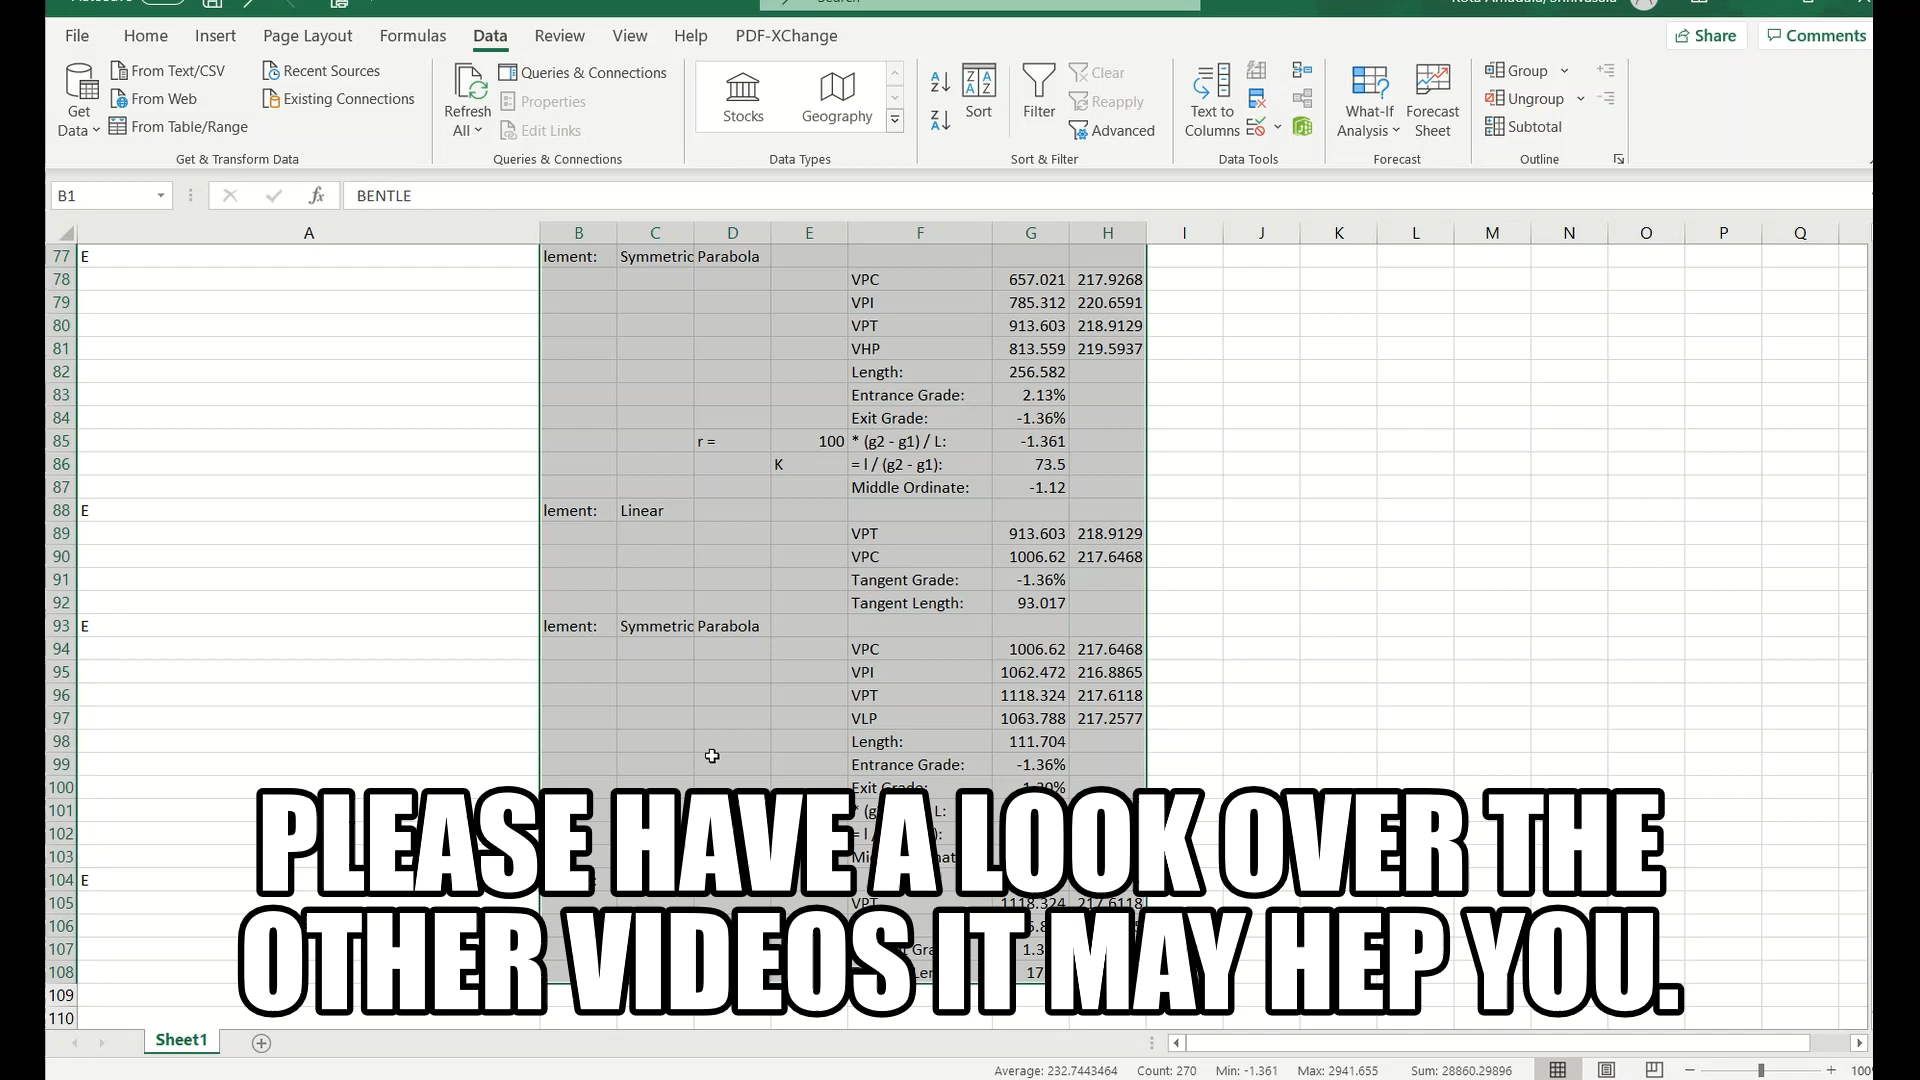 File Home Insert Page Layout Formulas Data Review View Help PDF-XChange Share Comments
From Text/CSV Recent Sources Queries & Connections Clear Group
Get Data From Web Existing Connections Refresh All Properties Stocks Geography Sort Filter Reapply Text to Columns What-If Analysis Forecast Sheet Ungroup
From Table/Range Edit Links Advanced Subtotal
Get & Transform Data Queries & Connections Data Types Sort & Filter Data Tools Forecast Outline
B1 fx BENTLE
A B C D E F G H I J K L M N O P Q
77 E lement: Symmetric Parabola
78 VPC 657.021 217.9268
79 VPI 785.312 220.6591
80 VPT 913.603 218.9129
81 VHP 813.559 219.5937
82 Length: 256.582
83 Entrance Grade: 2.13%
84 Exit Grade: -1.36%
85 r = 100 * (g2 - g1) / L: -1.361
86 K = l / (g2 - g1): 73.5
87 Middle Ordinate: -1.12
88 E lement: Linear
89 VPT 913.603 218.9129
90 VPC 1006.62 217.6468
91 Tangent Grade: -1.36%
92 Tangent Length: 93.017
93 E lement: Symmetric Parabola
94 VPC 1006.62 217.6468
95 VPI 1062.472 216.8865
96 VPT 1118.324 217.6118
97 VLP 1063.788 217.2577
98 Length: 111.704
99 Entrance Grade: -1.36%
100 Exit Grade:
101
102
103
104 E
105 VPT 1118.324 217.6118
106
107
108
109
110
PLEASE HAVE A LOOK OVER THE
OTHER VIDEOS IT MAY HEP YOU.
Sheet1
Average: 232.7443464 Count: 270 Min: -1.361 Max: 2941.655 Sum: 28860.29896